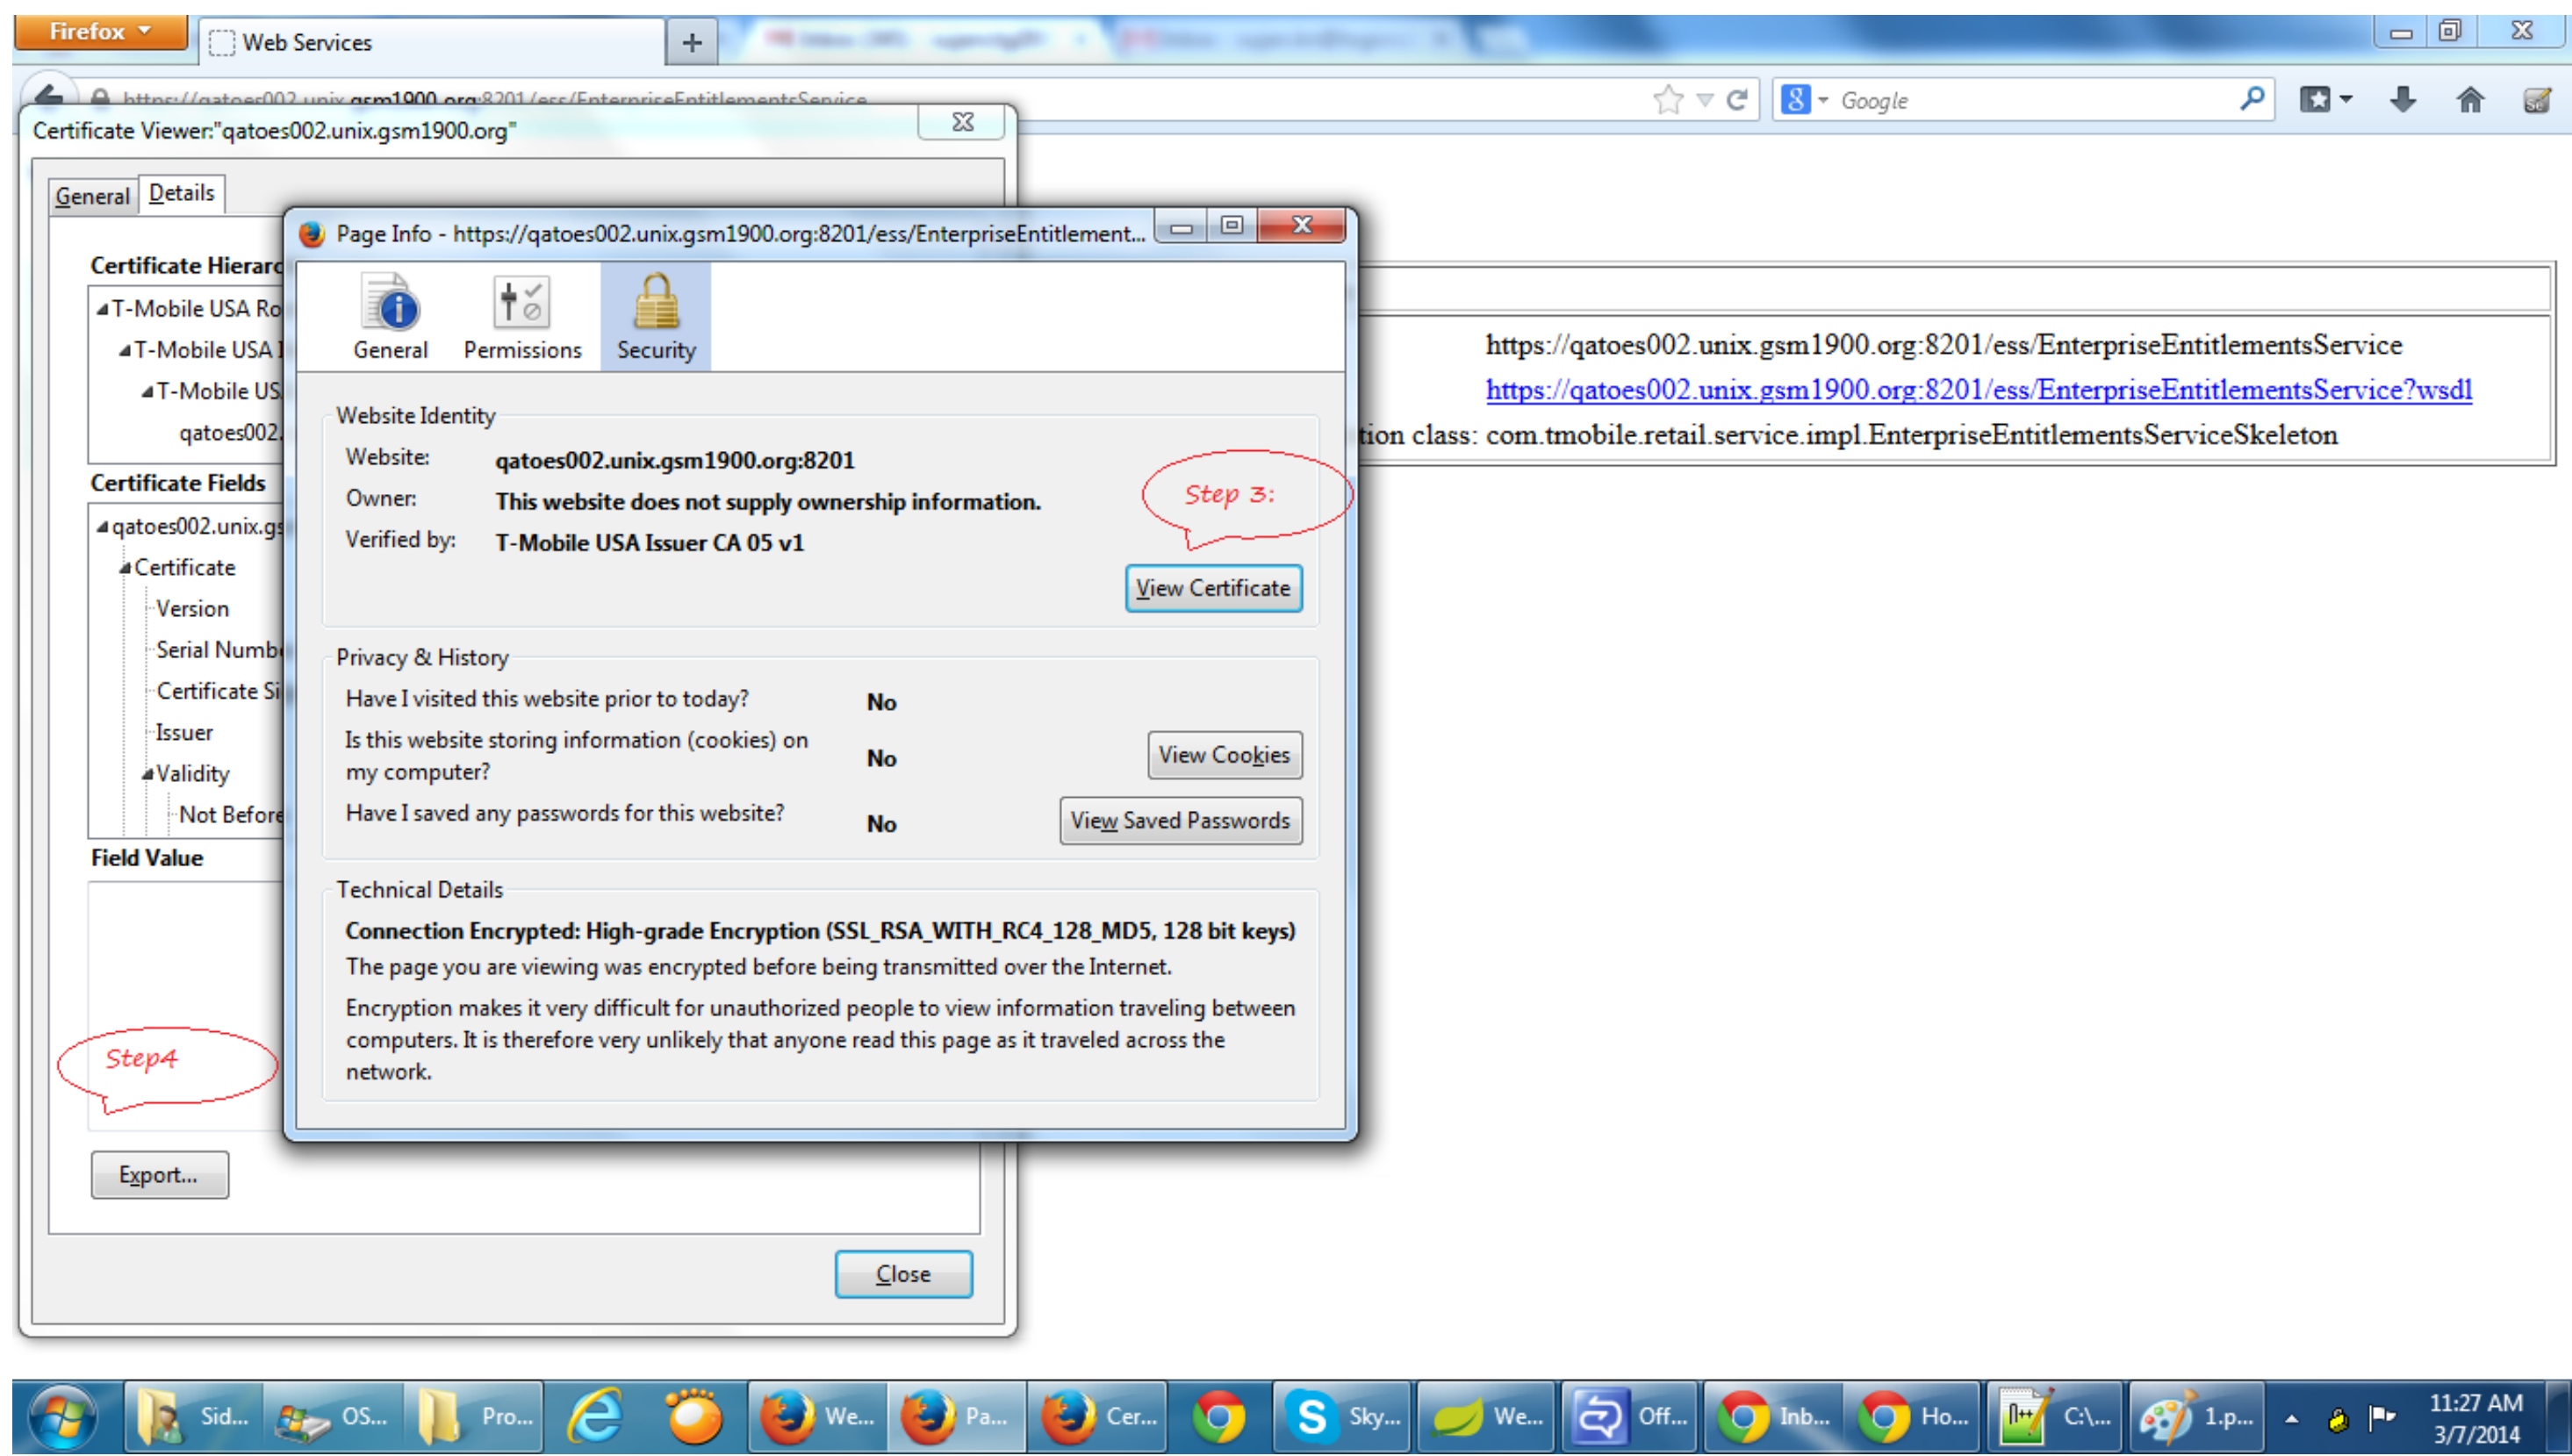 Firefox
Web Services
https://qatoes002.unix.gsm1900.org:8201/ess/EnterpriseEntitlementsService
8
Google
Certificate Viewer:"qatoes002.unix.gsm1900.org"
General
Details
Certificate Hierarc
T-Mobile USA Ro
T-Mobile USA
T-Mobile US
qatoes002.
Certificate Fields
qatoes002.unix.gs
Certificate
Version
Serial Numb
Certificate Si
Issuer
Validity
Not Before
Field Value
Step4
Export...
Close
Page Info - https://qatoes002.unix.gsm1900.org:8201/ess/EnterpriseEntitlement...
General
Permissions
Security
Website Identity
Website: qatoes002.unix.gsm1900.org:8201
Owner: This website does not supply ownership information.
Verified by: T-Mobile USA Issuer CA 05 v1
Step 3:
View Certificate
Privacy & History
Have I visited this website prior to today? No
Is this website storing information (cookies) on
my computer? No
View Cookies
Have I saved any passwords for this website? No
View Saved Passwords
Technical Details
Connection Encrypted: High-grade Encryption (SSL_RSA_WITH_RC4_128_MD5, 128 bit keys)
The page you are viewing was encrypted before being transmitted over the Internet.
Encryption makes it very difficult for unauthorized people to view information traveling between
computers. It is therefore very unlikely that anyone read this page as it traveled across the
network.
https://qatoes002.unix.gsm1900.org:8201/ess/EnterpriseEntitlementsService
https://qatoes002.unix.gsm1900.org:8201/ess/EnterpriseEntitlementsService?wsdl
tion class: com.tmobile.retail.service.impl.EnterpriseEntitlementsServiceSkeleton
Sid...
OS...
Pro...
We...
Pa...
Cer...
Sky...
We...
Off...
Inb...
Ho...
C:\...
1.p...
11:27 AM
3/7/2014